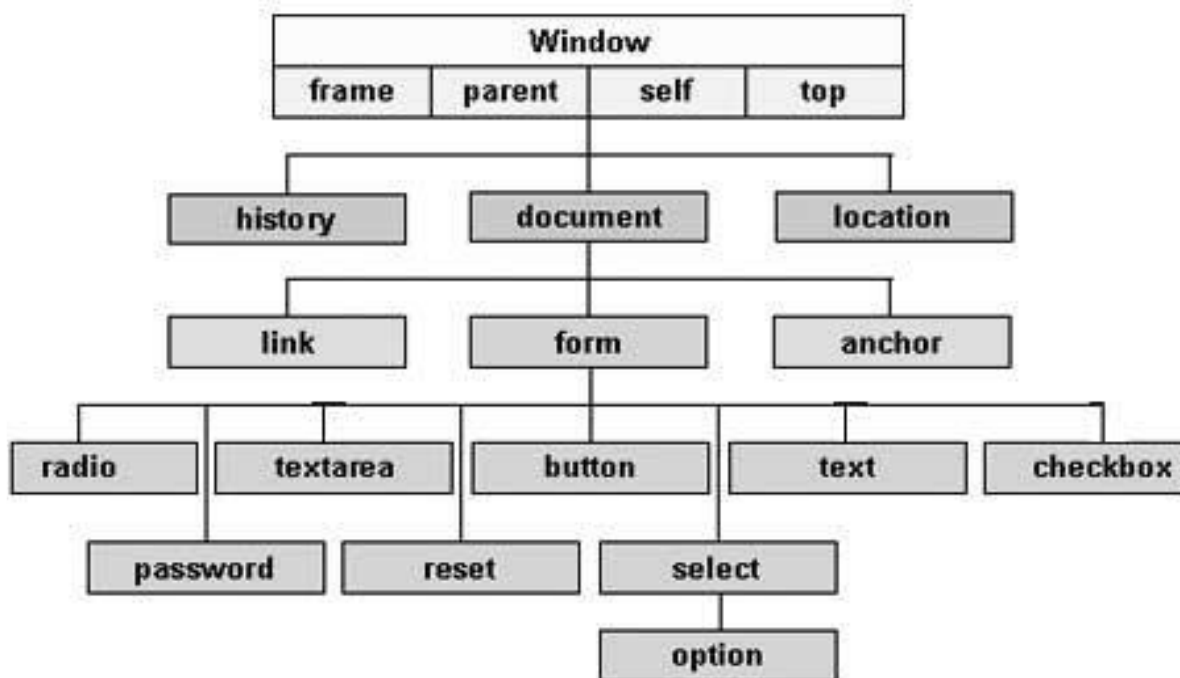 Window
frame parent self top
history document location
link form anchor
radio textarea button text checkbox
password reset select
option